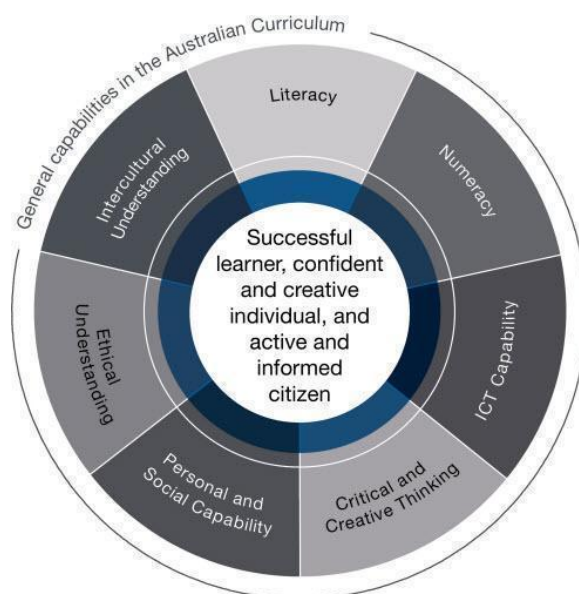 General capabilities in the Australian Curriculum
Literacy
Numeracy
ICT Capability
Critical and
Creative Thinking
Personal and
Social Capability
Ethical
Understanding
Intercultural
Understanding
Successful
learner, confident
and creative
individual, and
active and
informed
citizen